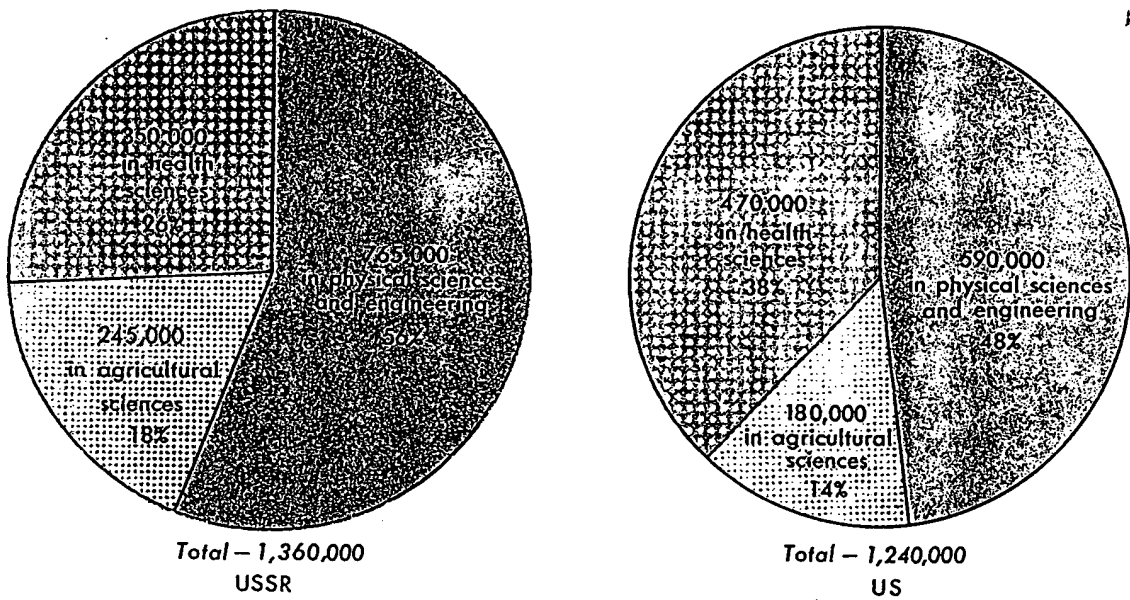 350,000
in health
sciences
26%
765,000
in physical sciences
and engineering
56%
245,000
in agricultural
sciences
18%
Total – 1,360,000
USSR
470,000
in health
sciences
38%
590,000
in physical sciences
and engineering
48%
180,000
in agricultural
sciences
14%
Total – 1,240,000
US